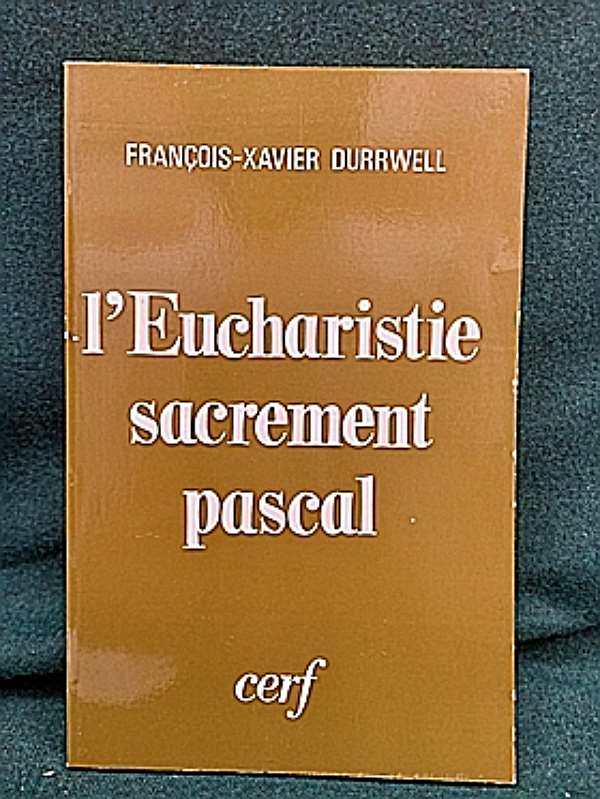 FRANÇOIS-XAVIER DURRWELL
l'Eucharistie
sacrement
pascal
cerf